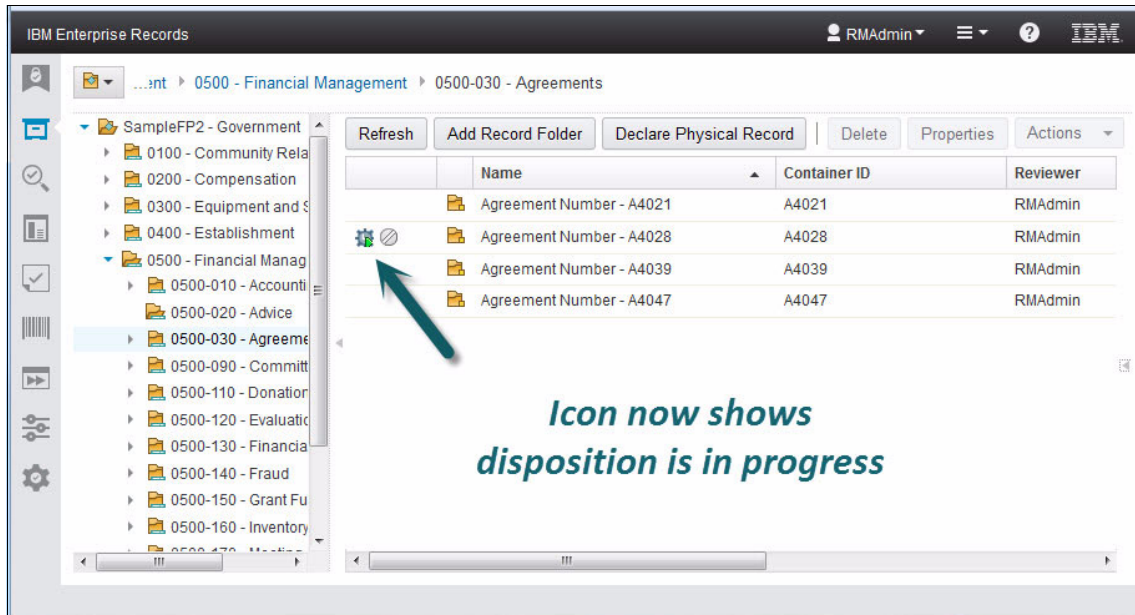 IBM Enterprise Records
RMAdmin
IBM
...ent 0500 - Financial Management 0500-030 - Agreements
SampleFP2 - Government
0100 - Community Rela
0200 - Compensation
0300 - Equipment and S
0400 - Establishment
0500 - Financial Manag
0500-010 - Accounti
0500-020 - Advice
0500-030 - Agreeme
0500-090 - Committ
0500-110 - Donation
0500-120 - Evaluatic
0500-130 - Financia
0500-140 - Fraud
0500-150 - Grant Fu
0500-160 - Inventory
Refresh Add Record Folder Declare Physical Record Delete Properties Actions
Name Container ID Reviewer
Agreement Number - A4021 A4021 RMAdmin
Agreement Number - A4028 A4028 RMAdmin
Agreement Number - A4039 A4039 RMAdmin
Agreement Number - A4047 A4047 RMAdmin
Icon now shows
disposition is in progress